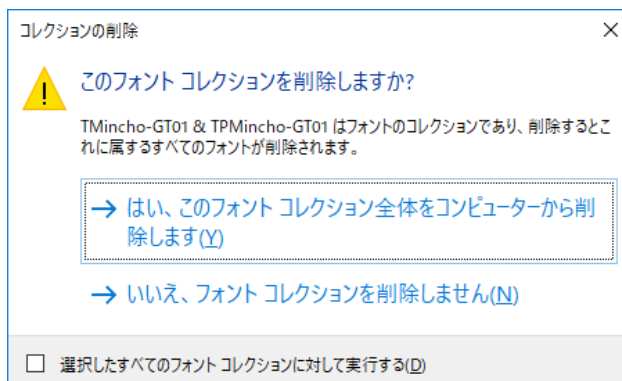 コレクションの削除
このフォント コレクションを削除しますか?
TMincho-GT01 & TPMincho-GT01 はフォントのコレクションであり、削除するとこ
れに属するすべてのフォントが削除されます。
はい、このフォント コレクション全体をコンピューターから削
除します(Y)
いいえ、フォント コレクションを削除しません(N)
選択したすべてのフォント コレクションに対して実行する(D)